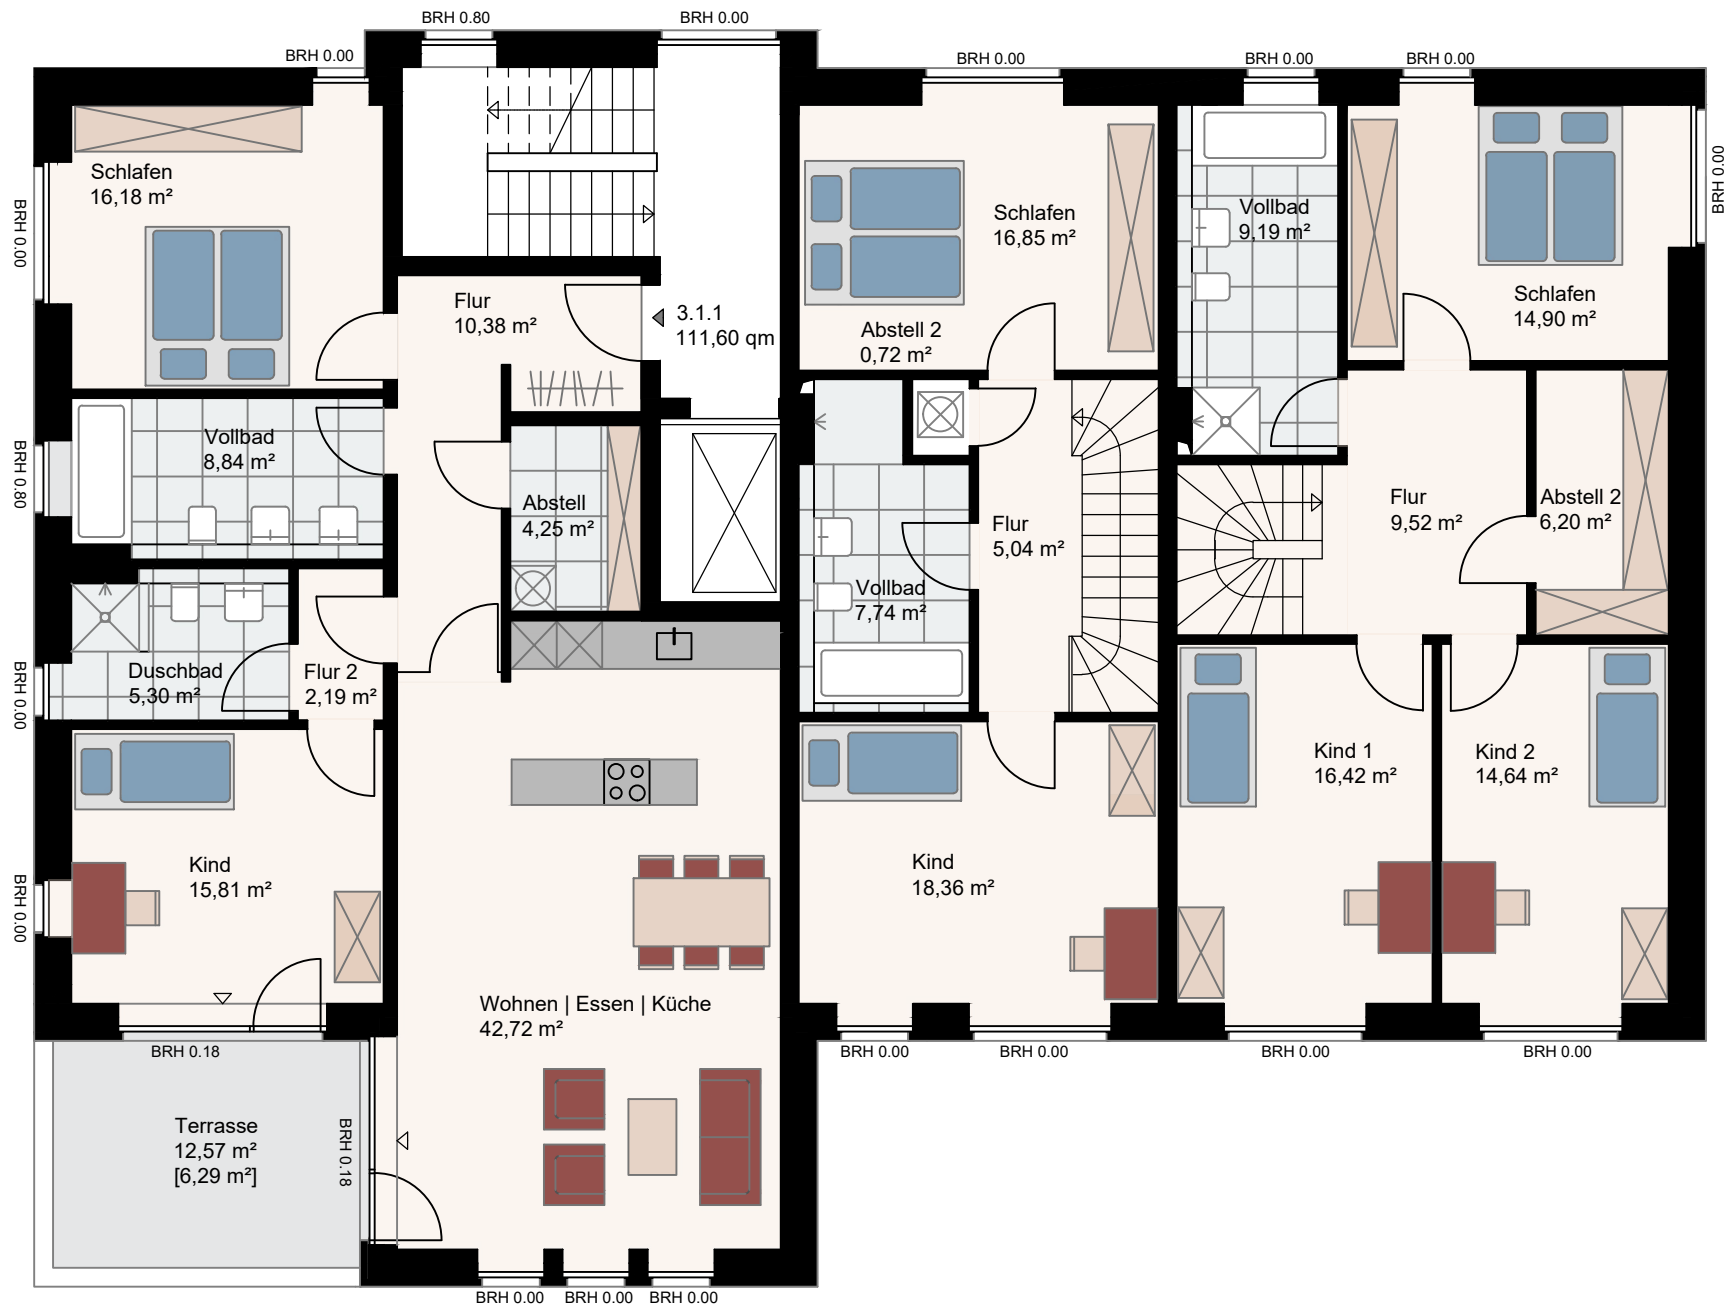 BRH 0.80
BRH 0.00
BRH 0.00
BRH 0.00
BRH 0.00
BRH 0.00
Schlafen
16,18 m²
BRH 0.00
Flur
10,38 m²
3.1.1
111,60 qm
Schlafen
16,85 m²
Abstell 2
0,72 m²
Vollbad
9,19 m²
Schlafen
14,90 m²
BRH 0.00
Vollbad
8,84 m²
BRH 0.80
Abstell
4,25 m²
Flur
5,04 m²
Vollbad
7,74 m²
Flur
9,52 m²
Abstell 2
6,20 m²
Duschbad
5,30 m²
BRH 0.00
Flur 2
2,19 m²
Kind 1
16,42 m²
Kind 2
14,64 m²
Kind
15,81 m²
BRH 0.00
Kind
18,36 m²
Wohnen | Essen | Küche
42,72 m²
BRH 0.18
BRH 0.00
BRH 0.00
BRH 0.00
BRH 0.00
Terrasse
12,57 m²
[6,29 m²]
BRH 0.18
BRH 0.00
BRH 0.00
BRH 0.00